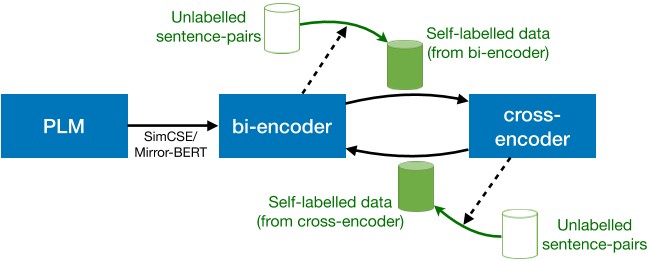 Unlabelled
sentence-pairs
Self-labelled data
(from bi-encoder)
PLM
SimCSE/
Mirror-BERT
bi-encoder
cross-
encoder
Self-labelled data
(from cross-encoder)
Unlabelled
sentence-pairs